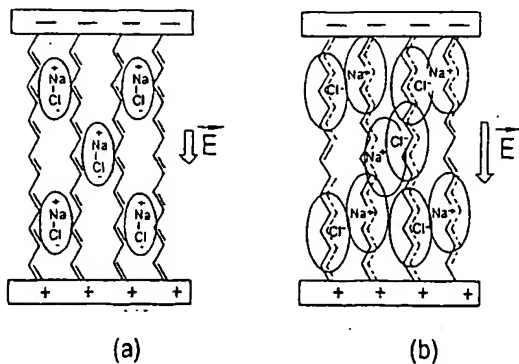 − − − − − − − −
+ + + +
Na Na
Cl Cl
- -
+
Na
Cl
-
+ +
Na Na
Cl Cl
- -
+ + + +
E
(a)
Cl- Na+ Cl- Na+
Na+ Cl-
Cl- Na+ Cl- Na+
+ + + +
E
(b)